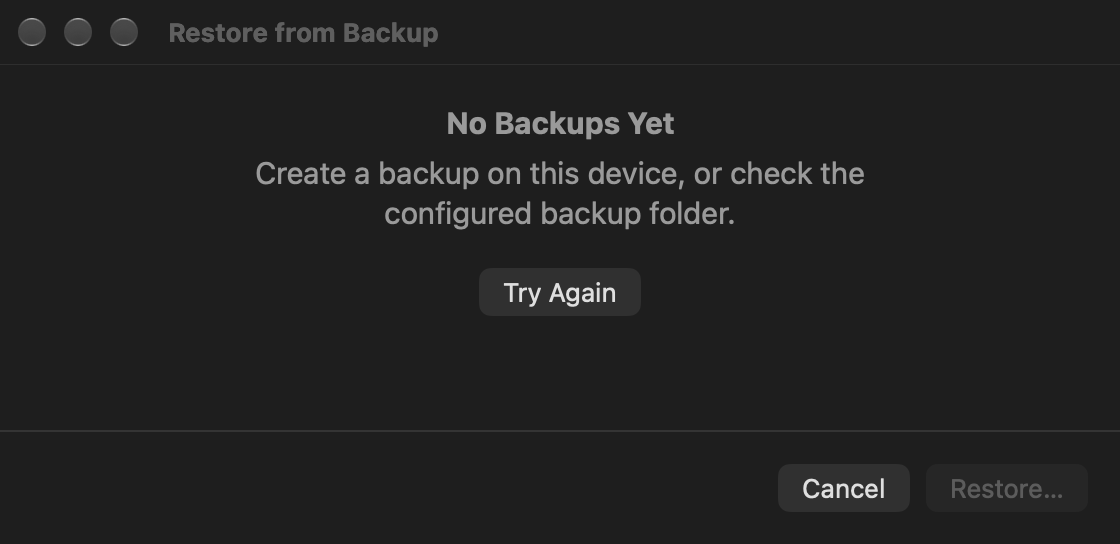 Restore from Backup
No Backups Yet
Create a backup on this device, or check the
configured backup folder.
Try Again
Cancel
Restore...